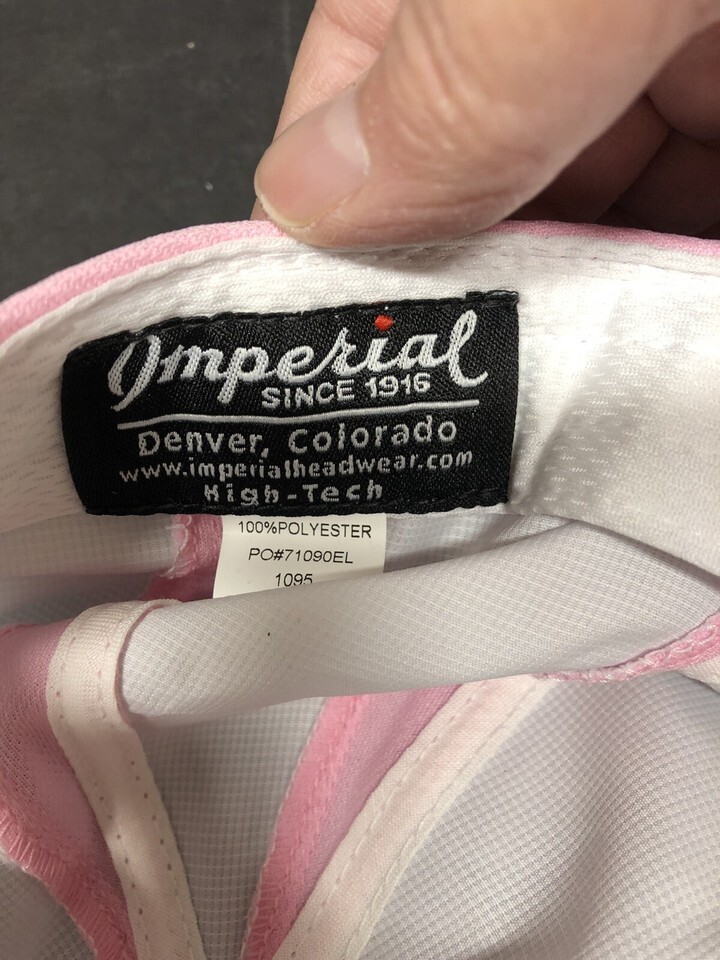 Imperial
SINCE 1916
Denver, Colorado
www.imperialheadwear.com
High-Tech
100%POLYESTER
PO#71090EL
1095